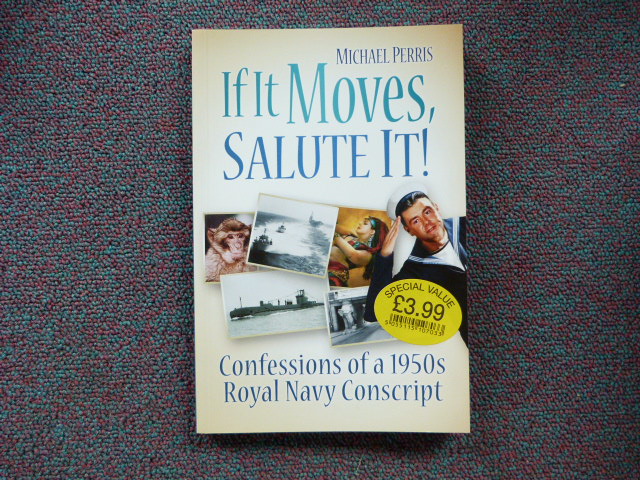 MICHAEL PERRIS
If It Moves,
SALUTE IT!
SPECIAL VALUE
£3.99
Confessions of a 1950s
Royal Navy Conscript